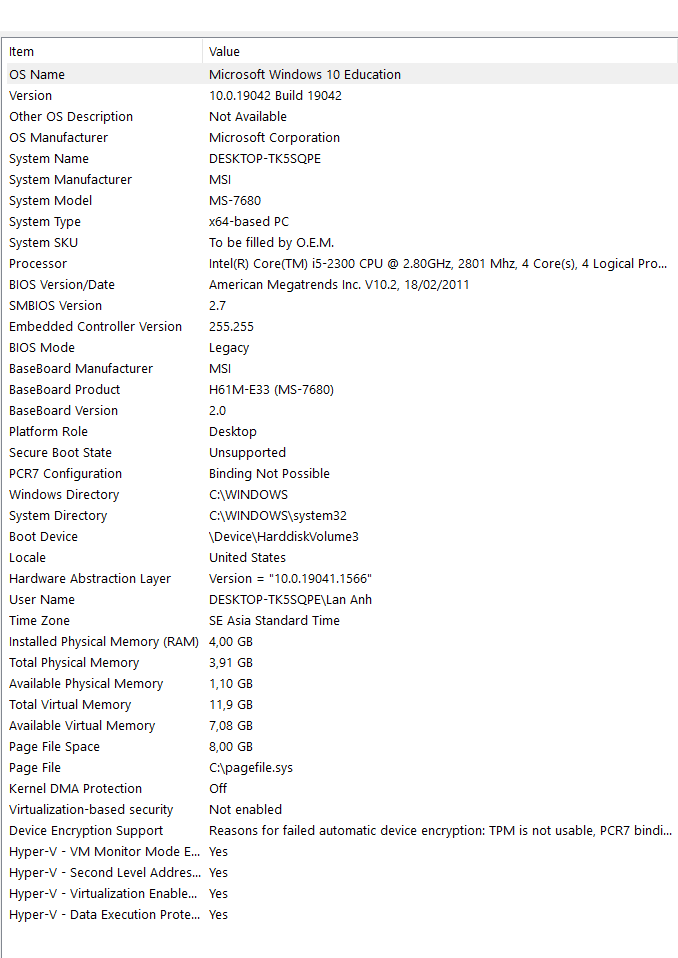 Item Value
OS Name Microsoft Windows 10 Education
Version 10.0.19042 Build 19042
Other OS Description Not Available
OS Manufacturer Microsoft Corporation
System Name DESKTOP-TK5SQPE
System Manufacturer MSI
System Model MS-7680
System Type x64-based PC
System SKU To be filled by O.E.M.
Processor Intel(R) Core(TM) i5-2300 CPU @ 2.80GHz, 2801 Mhz, 4 Core(s), 4 Logical Pro...
BIOS Version/Date American Megatrends Inc. V10.2, 18/02/2011
SMBIOS Version 2.7
Embedded Controller Version 255.255
BIOS Mode Legacy
BaseBoard Manufacturer MSI
BaseBoard Product H61M-E33 (MS-7680)
BaseBoard Version 2.0
Platform Role Desktop
Secure Boot State Unsupported
PCR7 Configuration Binding Not Possible
Windows Directory C:\WINDOWS
System Directory C:\WINDOWS\system32
Boot Device \Device\HarddiskVolume3
Locale United States
Hardware Abstraction Layer Version = "10.0.19041.1566"
User Name DESKTOP-TK5SQPE\Lan Anh
Time Zone SE Asia Standard Time
Installed Physical Memory (RAM) 4,00 GB
Total Physical Memory 3,91 GB
Available Physical Memory 1,10 GB
Total Virtual Memory 11,9 GB
Available Virtual Memory 7,08 GB
Page File Space 8,00 GB
Page File C:\pagefile.sys
Kernel DMA Protection Off
Virtualization-based security Not enabled
Device Encryption Support Reasons for failed automatic device encryption: TPM is not usable, PCR7 bindi...
Hyper-V - VM Monitor Mode E... Yes
Hyper-V - Second Level Addres... Yes
Hyper-V - Virtualization Enable... Yes
Hyper-V - Data Execution Prote... Yes